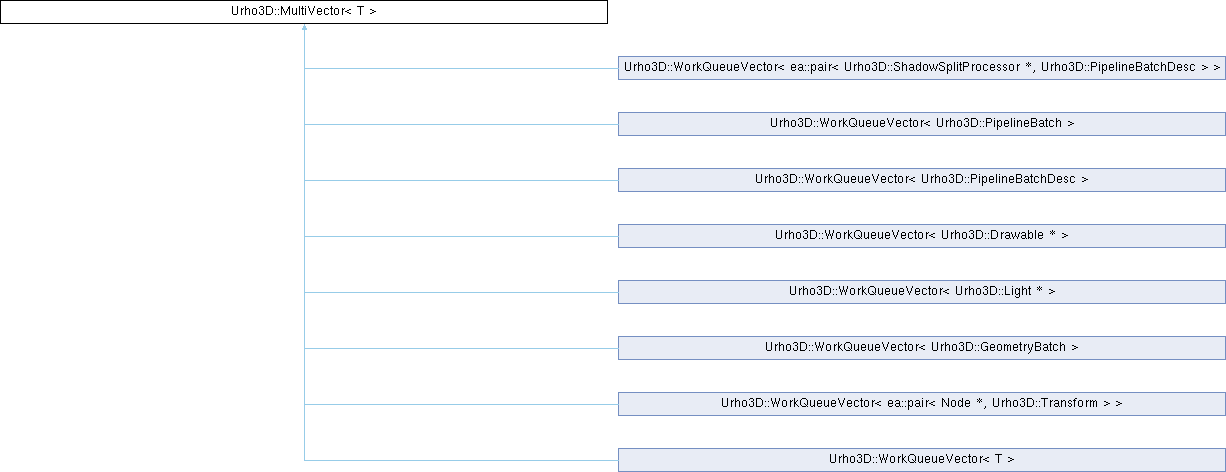 Urho3D::MultiVector< T >
Urho3D::WorkQueueVector< ea::pair< Urho3D::ShadowSplitProcessor *, Urho3D::PipelineBatchDesc > >
Urho3D::WorkQueueVector< Urho3D::PipelineBatch >
Urho3D::WorkQueueVector< Urho3D::PipelineBatchDesc >
Urho3D::WorkQueueVector< Urho3D::Drawable * >
Urho3D::WorkQueueVector< Urho3D::Light * >
Urho3D::WorkQueueVector< Urho3D::GeometryBatch >
Urho3D::WorkQueueVector< ea::pair< Node *, Urho3D::Transform > >
Urho3D::WorkQueueVector< T >